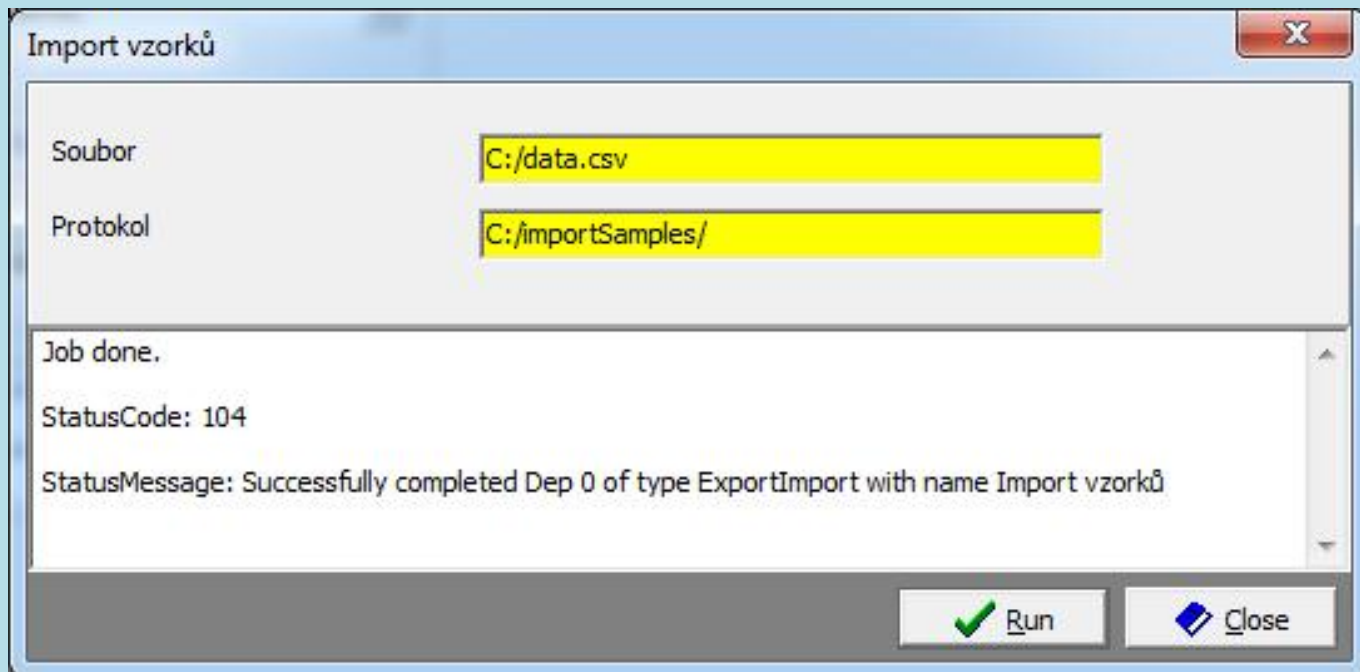 Import vzorků
Soubor
C:/data.csv
Protokol
C:/importSamples/
Job done.
StatusCode: 104
StatusMessage: Successfully completed Dep 0 of type ExportImport with name Import vzorků
Run
Close